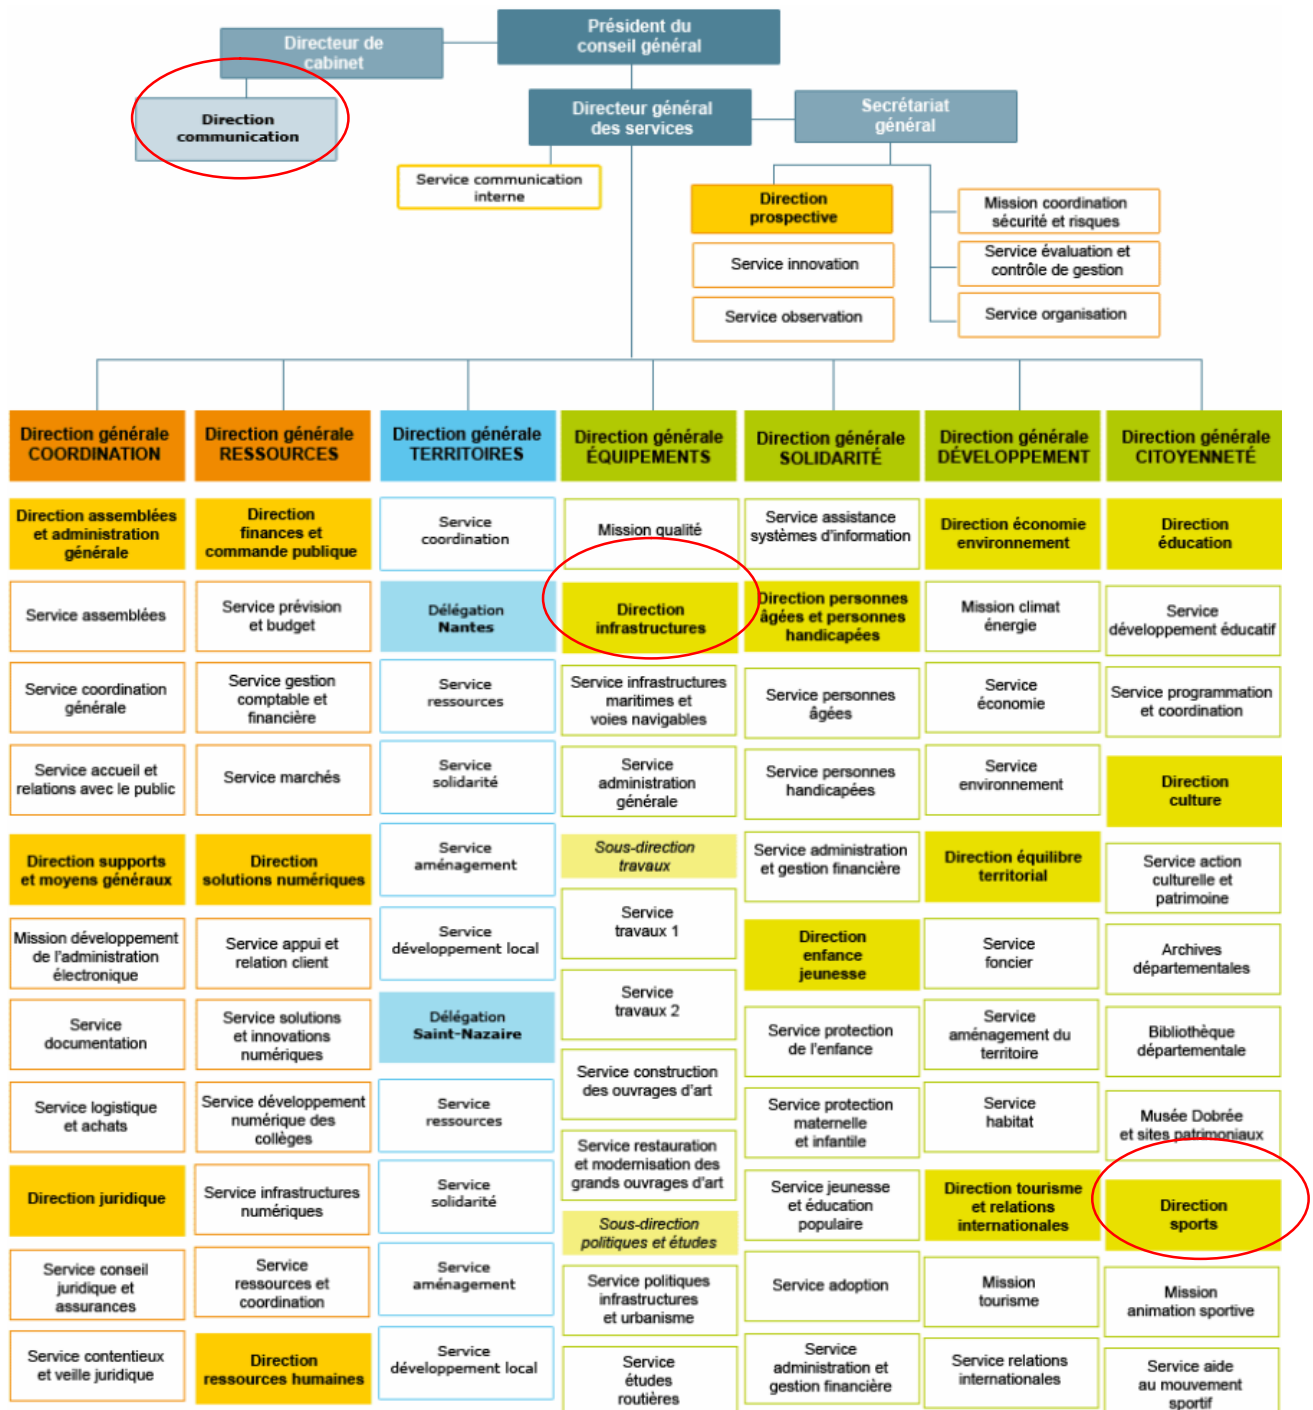 Président du
conseil général
Directeur de
cabinet
Direction
communication
Directeur général
des services
Secrétariat
général
Service communication
interne
Direction
prospective
Service innovation
Service observation
Mission coordination
sécurité et risques
Service évaluation et
contrôle de gestion
Service organisation
Direction générale
COORDINATION
Direction assemblées
et administration
générale
Service assemblées
Service coordination
générale
Service accueil et
relations avec le public
Direction supports
et moyens généraux
Mission développement
de l'administration
électronique
Service
documentation
Service logistique
et achats
Direction juridique
Service conseil
juridique et
assurances
Service contentieux
et veille juridique
Direction générale
RESSOURCES
Direction
finances et
commande publique
Service prévision
et budget
Service gestion
comptable et
financière
Service marchés
Direction
solutions numériques
Service appui et
relation client
Service solutions
et innovations
numériques
Service développement
numérique des
collèges
Service infrastructures
numériques
Service
ressources et
coordination
Direction
ressources humaines
Direction générale
TERRITOIRES
Service
coordination
Délégation
Nantes
Service
ressources
Service
solidarité
Service
aménagement
Service
développement local
Délégation
Saint-Nazaire
Service
ressources
Service
solidarité
Service
aménagement
Service
développement local
Direction générale
ÉQUIPEMENTS
Mission qualité
Direction
infrastructures
Service infrastructures
maritimes et
voies navigables
Service
administration
générale
Sous-direction
travaux
Service
travaux 1
Service
travaux 2
Service construction
des ouvrages d'art
Service restauration
et modernisation des
grands ouvrages d'art
Sous-direction
politiques et études
Service politiques
infrastructures
et urbanisme
Service
études
routières
Direction générale
SOLIDARITÉ
Service assistance
systèmes d'information
Direction personnes
âgées et personnes
handicapées
Service personnes
âgées
Service personnes
handicapées
Service administration
et gestion financière
Direction
enfance
jeunesse
Service protection
de l'enfance
Service protection
maternelle
et infantile
Service jeunesse
et éducation
populaire
Service adoption
Service
administration et
gestion financière
Direction générale
DÉVELOPPEMENT
Direction économie
environnement
Mission climat
énergie
Service
économie
Service
environnement
Direction équilibre
territorial
Service
foncier
Service
aménagement du
territoire
Service
habitat
Direction tourisme
et relations
internationales
Mission
tourisme
Service relations
internationales
Direction générale
CITOYENNETÉ
Direction
éducation
Service
développement éducatif
Service programmation
et coordination
Direction
culture
Service action
culturelle et
patrimoine
Archives
départementales
Bibliothèque
départementale
Musée Dobrée
et sites patrimoniaux
Direction
sports
Mission
animation sportive
Service aide
au mouvement
sportif